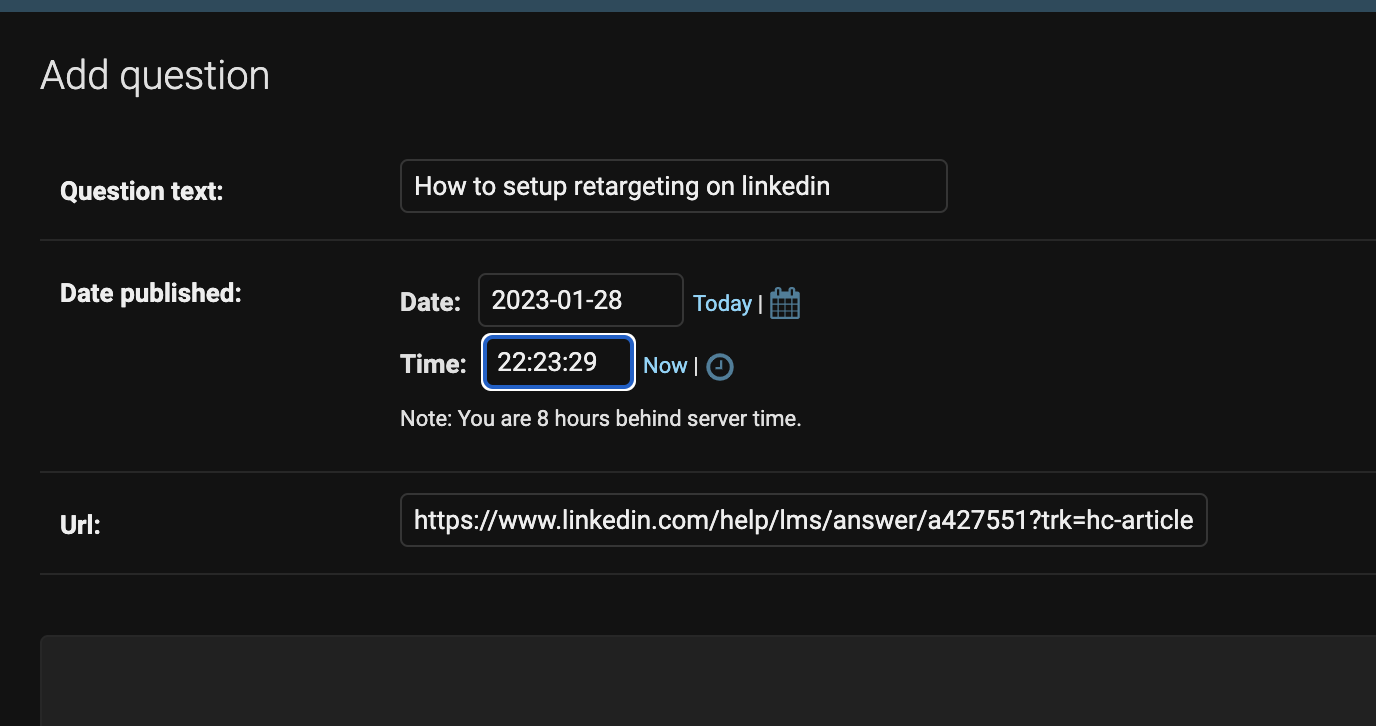 Add question
Question text: How to setup retargeting on linkedin
Date published: Date: 2023-01-28 Today |
Time: 22:23:29 Now |
Note: You are 8 hours behind server time.
Url: https://www.linkedin.com/help/lms/answer/a427551?trk=hc-article